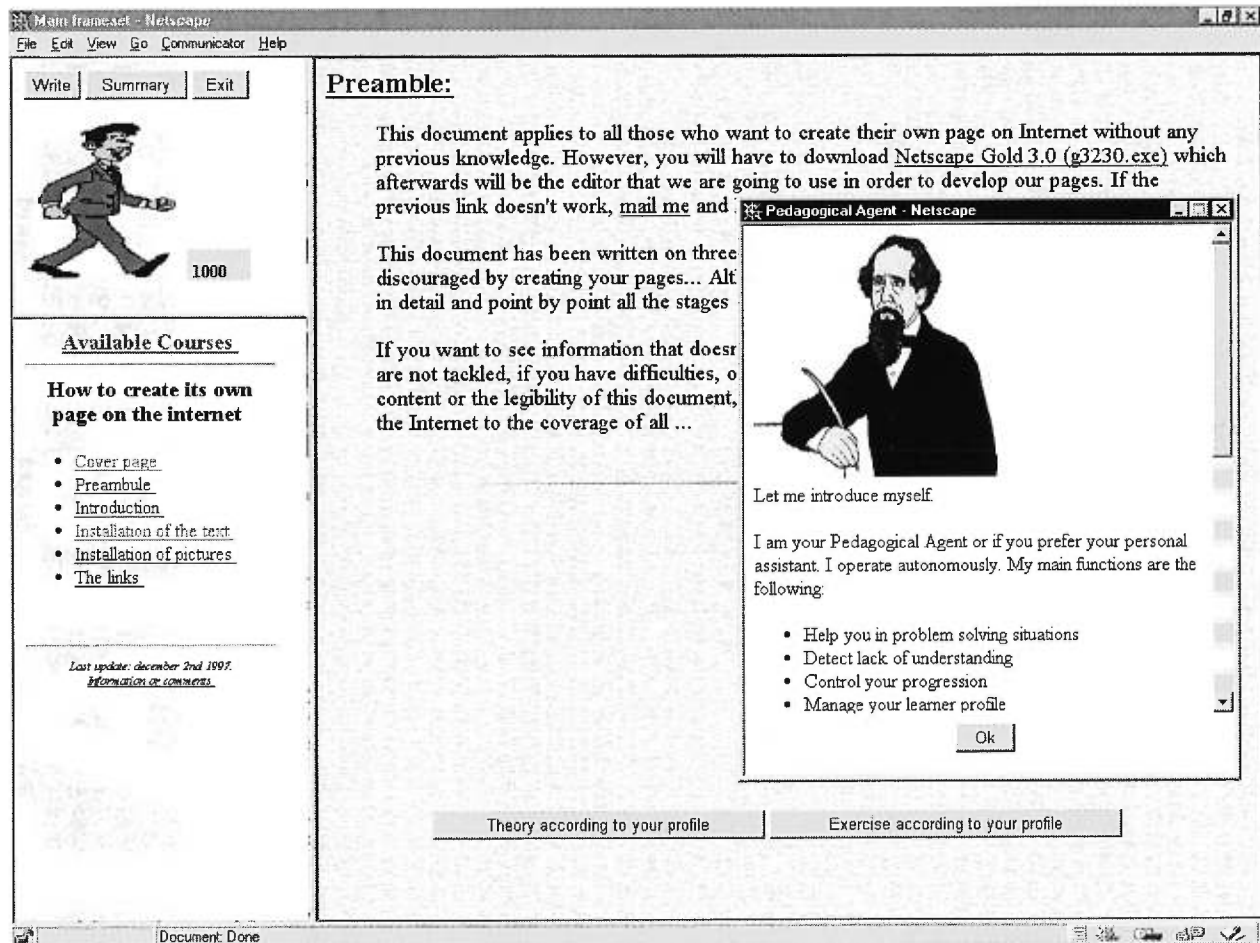 Main frameset - Netscape
File Edit View Go Communicator Help
Write Summary Exit
1000
Available Courses
How to create its own
page on the internet
• Cover page
• Preambule
• Introduction
• Installation of the text
• Installation of pictures
• The links
Last update: december 2nd 1997.
Information or comments
Preamble:
This document applies to all those who want to create their own page on Internet without any
previous knowledge. However, you will have to download Netscape Gold 3.0 (g3230.exe) which
afterwards will be the editor that we are going to use in order to develop our pages. If the
previous link doesn't work, mail me and
This document has been written on three
discouraged by creating your pages...
in detail and point by point all the stages
If you want to see information that
are not tackled, if you have difficulties,
content or the legibility of this document,
the Internet to the coverage of all ...
Pedagogical Agent - Netscape
Let me introduce myself.
I am your Pedagogical Agent or if you prefer your personal
assistant. I operate autonomously. My main functions are the
following:
• Help you in problem solving situations
• Detect lack of understanding
• Control your progression
• Manage your learner profile
Ok
Theory according to your profile Exercise according to your profile
Document: Done